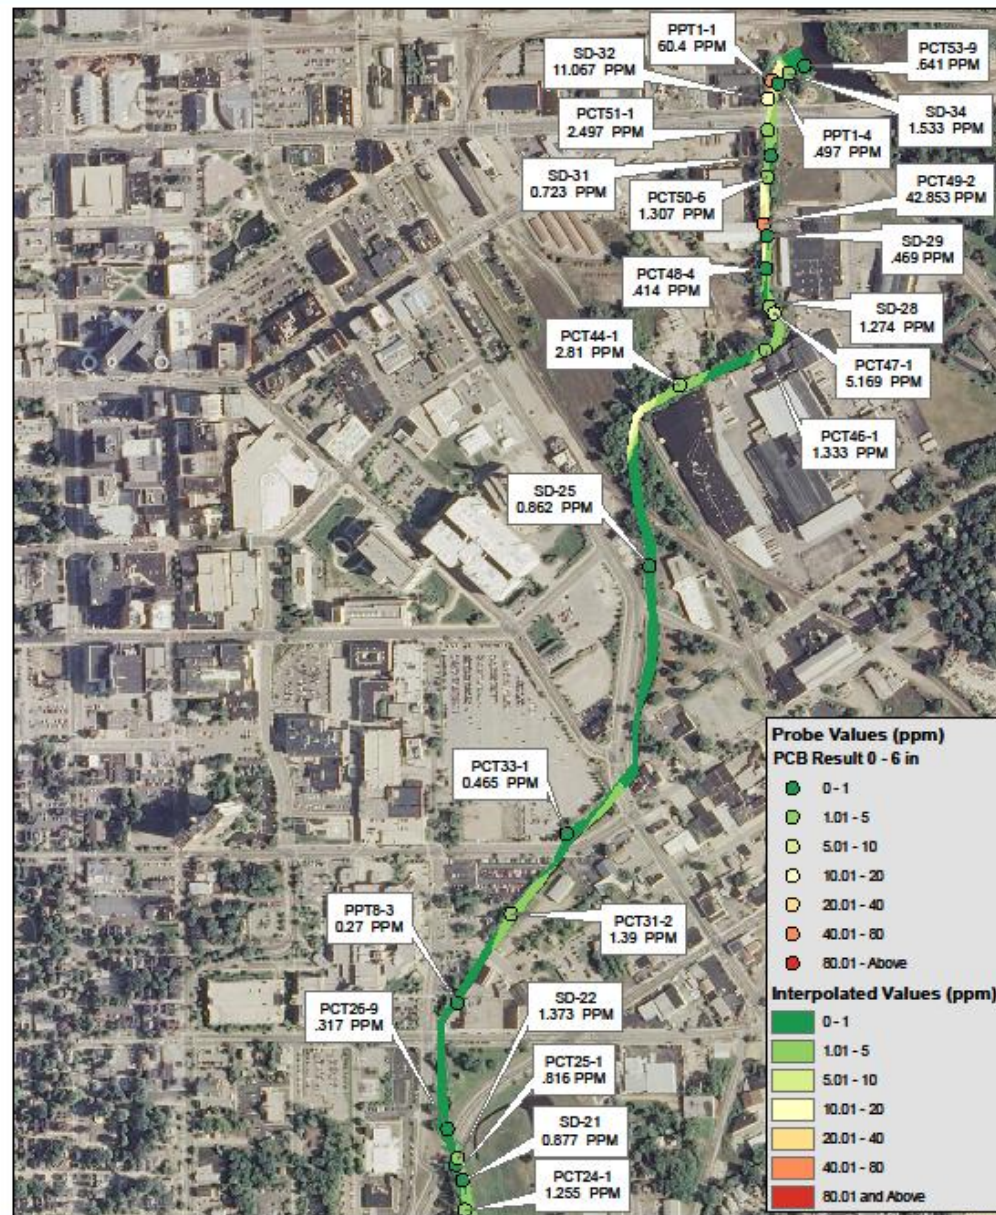 PPT1-1
60.4 PPM
SD-32
11.067 PPM
PCT53-9
.641 PPM
SD-34
1.533 PPM
PCT51-1
2.497 PPM
PPT1-4
.497 PPM
SD-31
0.723 PPM
PCT50-6
1.307 PPM
PCT49-2
42.853 PPM
SD-29
.469 PPM
PCT48-4
.414 PPM
SD-28
1.274 PPM
PCT44-1
2.81 PPM
PCT47-1
5.169 PPM
PCT46-1
1.333 PPM
SD-25
0.862 PPM
PCT33-1
0.465 PPM
PPT8-3
0.27 PPM
PCT31-2
1.39 PPM
PCT26-9
.317 PPM
SD-22
1.373 PPM
PCT25-1
.816 PPM
SD-21
0.877 PPM
PCT24-1
1.255 PPM
Probe Values (ppm)
PCB Result 0 - 6 in
0 - 1
1.01 - 5
5.01 - 10
10.01 - 20
20.01 - 40
40.01 - 80
80.01 - Above
Interpolated Values (ppm)
0 - 1
1.01 - 5
5.01 - 10
10.01 - 20
20.01 - 40
40.01 - 80
80.01 and Above